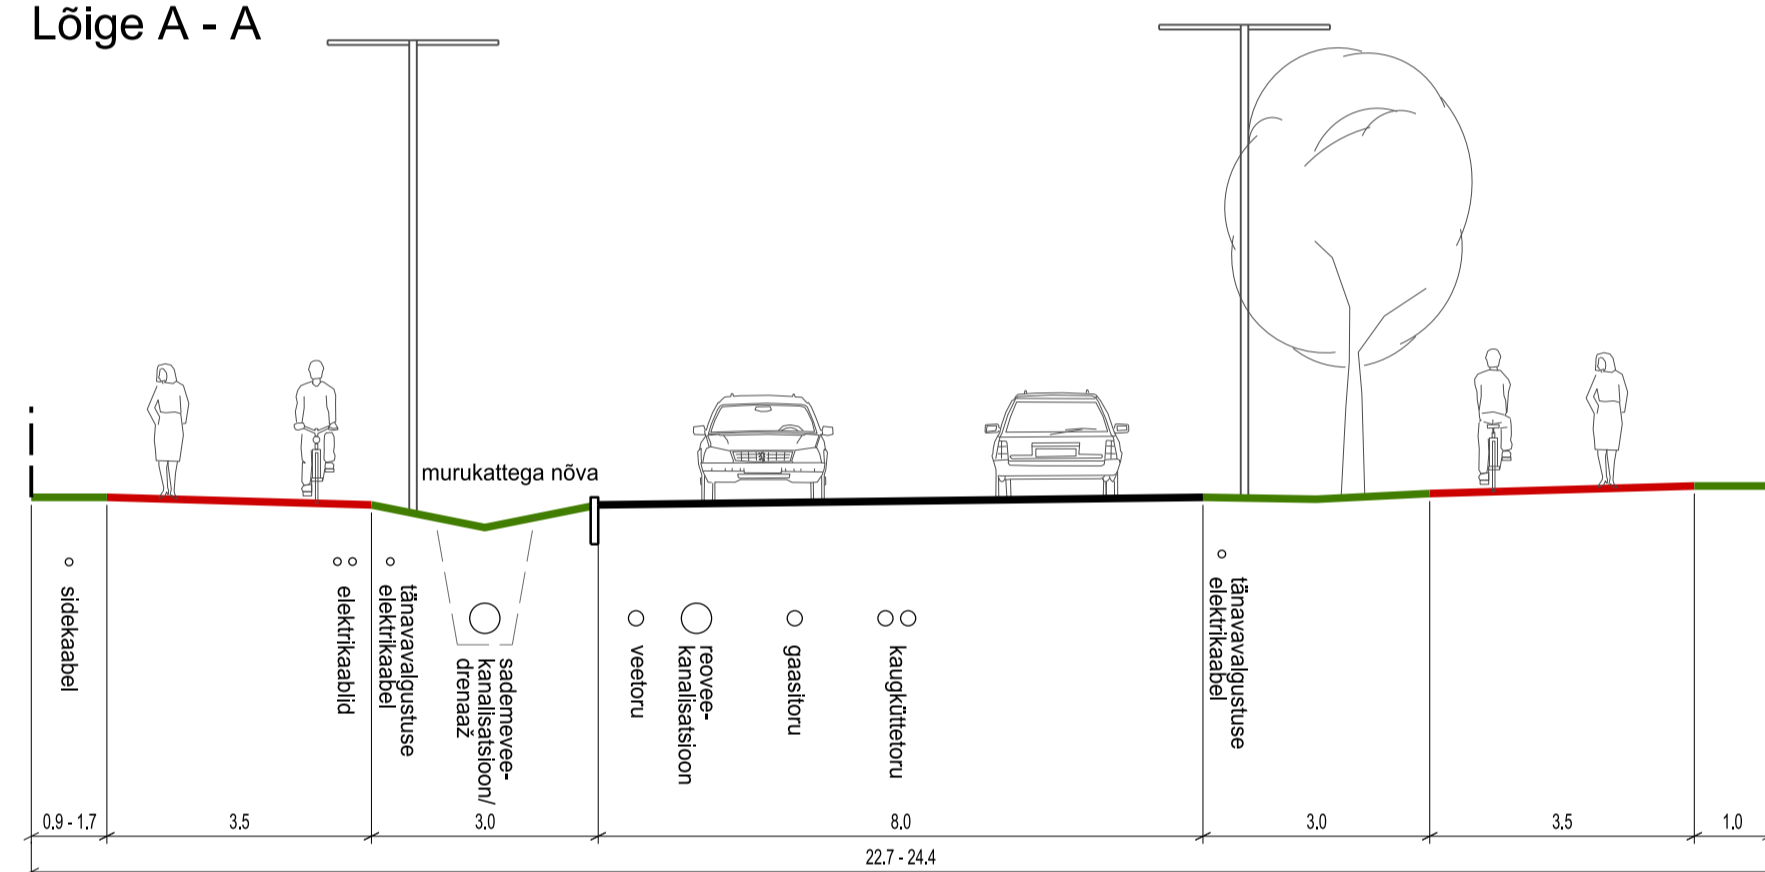 Lõige A - A
murukattega nõva
sidekaabel
elektrikaablid
tänavavalgustuse
elektrikaabel
sademevee-
kanalisatsioon/
drenaaž
veetoru
reovee-
kanalisatsioon
gaasitoru
kaugküttetoru
tänavavalgustuse
elektrikaabel
0.9 - 1.7
3.5
3.0
8.0
3.0
3.5
1.0
22.7 - 24.4